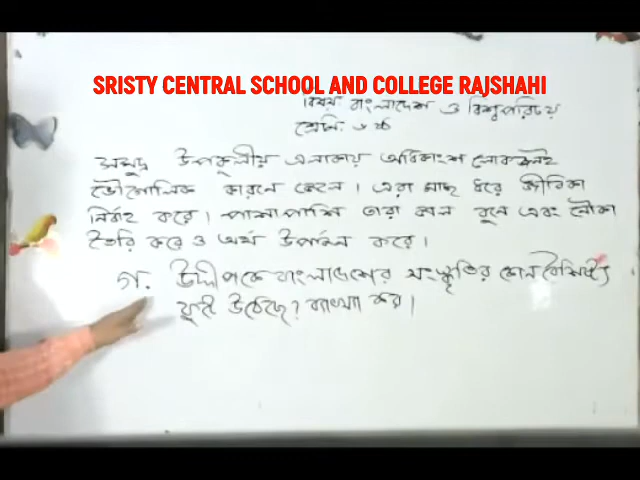 SRISTY CENTRAL SCHOOL AND COLLEGE RAJSHAHI
বিষয় বাংলাদেশ ও বিশ্বপরিচয়
শ্রেণি: ৬ষ্ঠ
সমুদ্র উপকূলীয় এলাকায় অধিকাংশ লোকজনই
ভৌগোলিক কারণে জেলে। এরা মাছ ধরে জীবিকা
নির্বাহ করে। পাশাপাশি তারা জাল বুনে এবং নৌকা
তৈরি করে ও অর্থ উপার্জন করে।
গ. উদ্দীপকে বাংলাদেশের সংস্কৃতির কোন বৈশিষ্ট্য
ফুটে উঠেছে? ব্যাখ্যা কর।